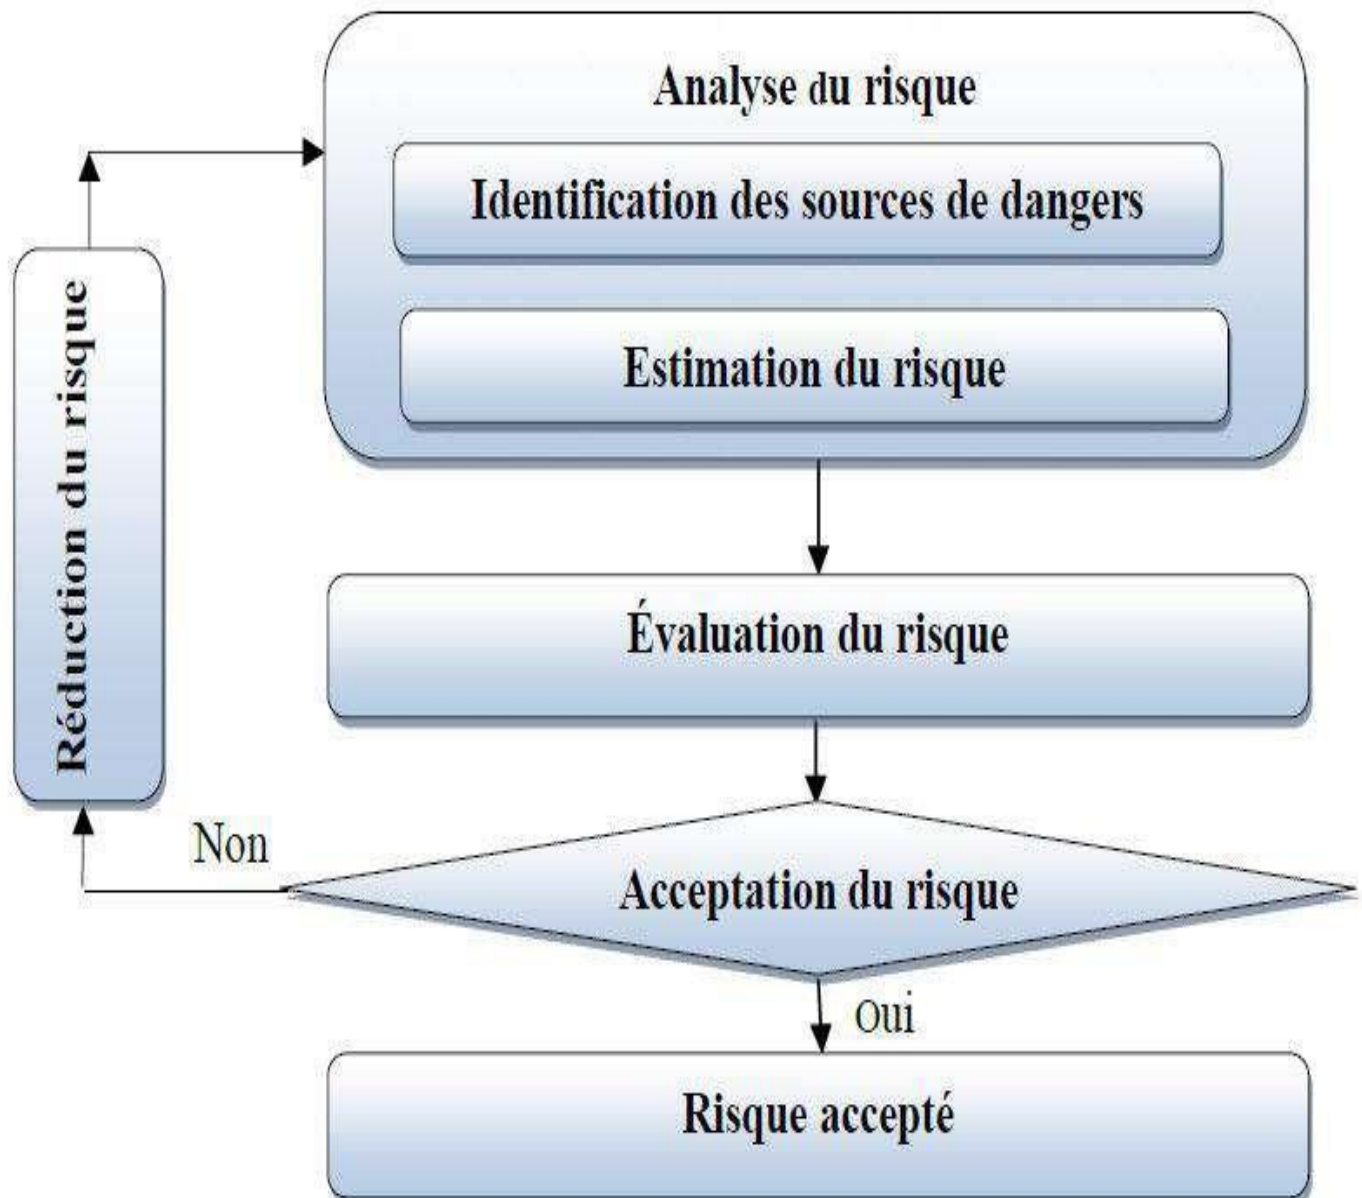 Analyse du risque
Identification des sources de dangers
Estimation du risque
Réduction du risque
Évaluation du risque
Non
Acceptation du risque
Oui
Risque accepté